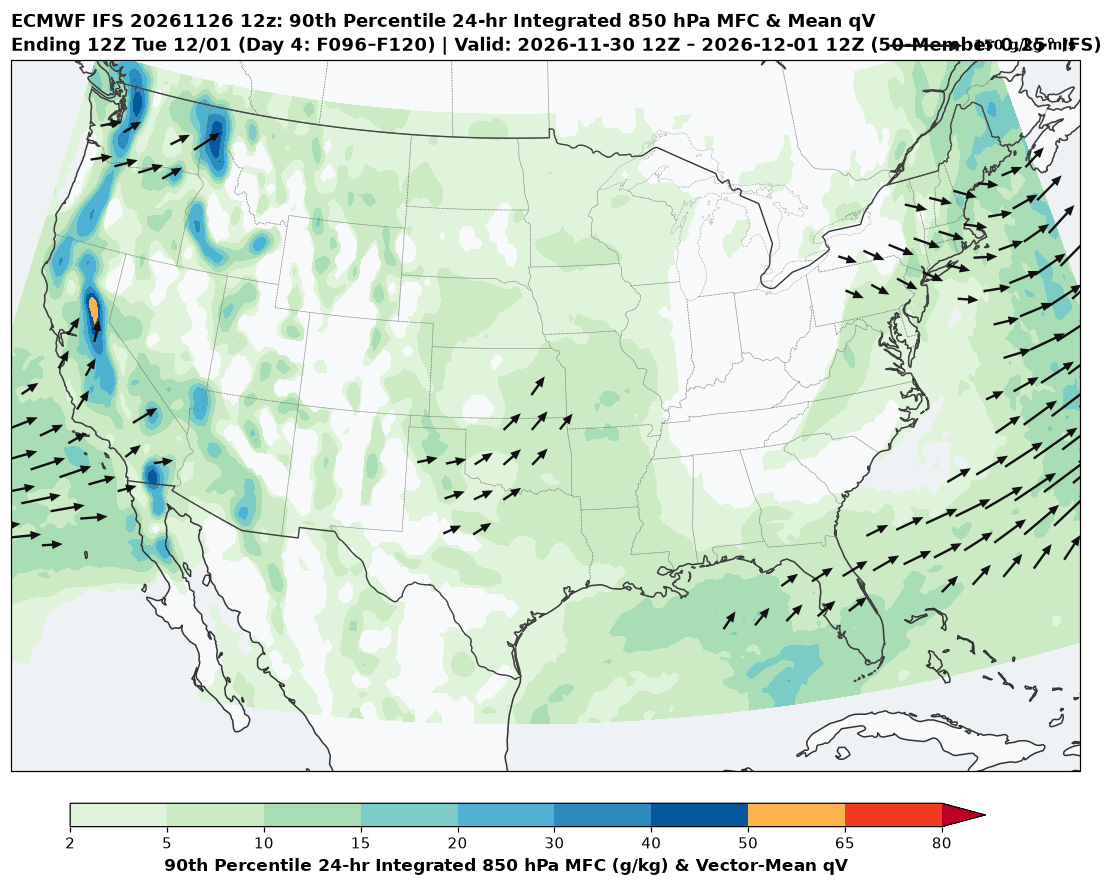 ECMWF IFS 20261126 12z: 90th Percentile 24-hr Integrated 850 hPa MFC & Mean qV
Ending 12Z Tue 12/01 (Day 4: F096–F120) | Valid: 2026-11-30 12Z – 2026-12-01 12Z (50-Member 0.25° IFS)
2 5 10 15 20 30 40 50 65 80
90th Percentile 24-hr Integrated 850 hPa MFC (g/kg) & Vector-Mean qV